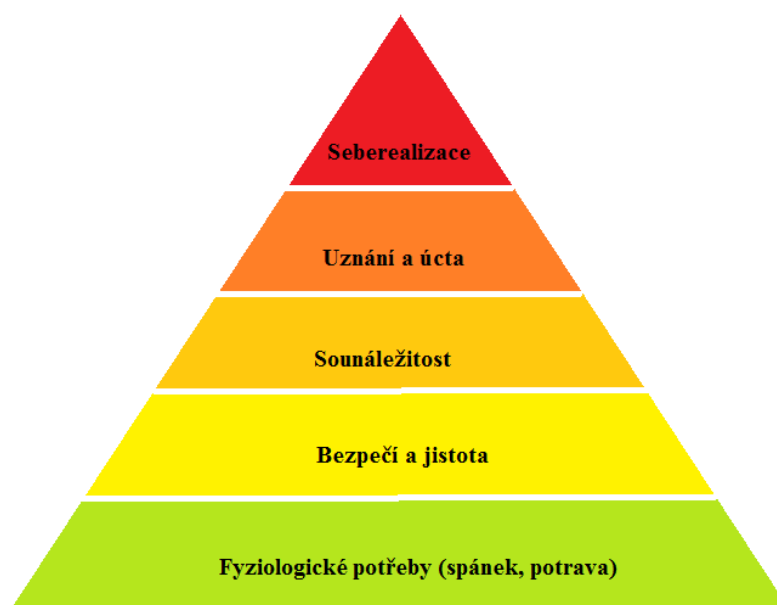 Seberealizace
Uznání a úcta
Sounáležitost
Bezpečí a jistota
Fyziologické potřeby (spánek, potrava)